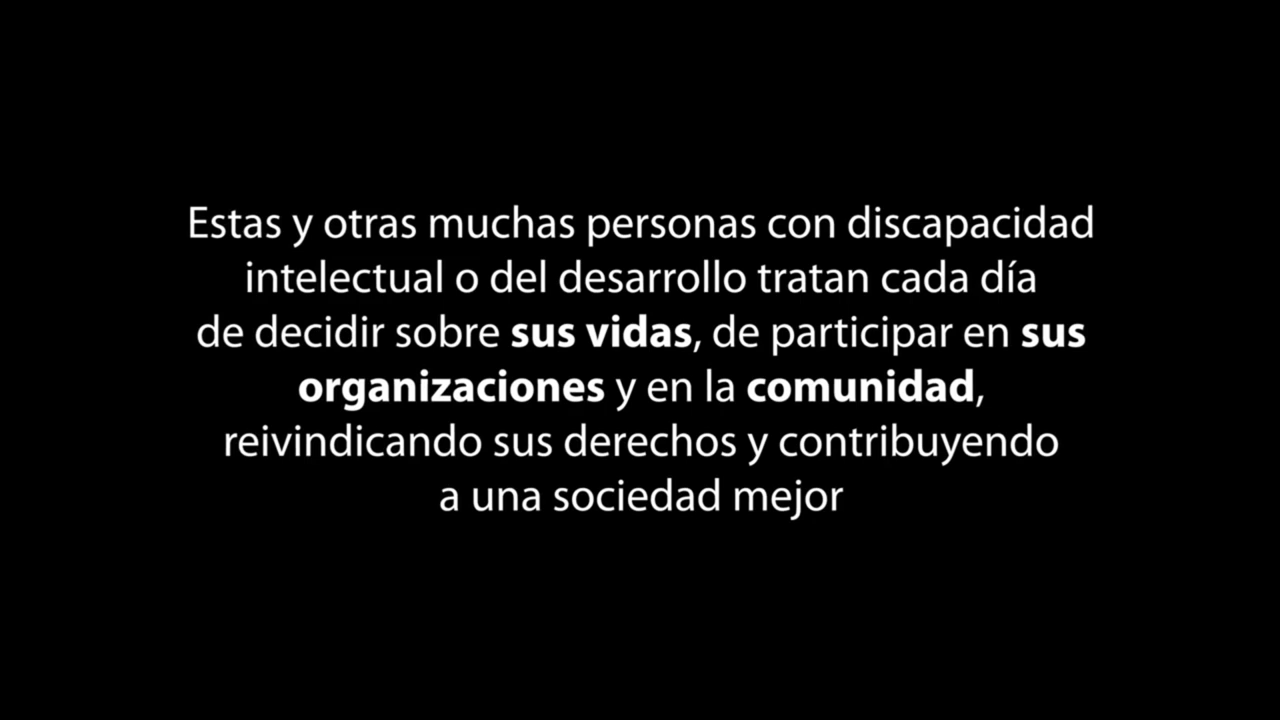 Estas y otras muchas personas con discapacidad
intelectual o del desarrollo tratan cada día
de decidir sobre sus vidas, de participar en sus
organizaciones y en la comunidad,
reivindicando sus derechos y contribuyendo
a una sociedad mejor